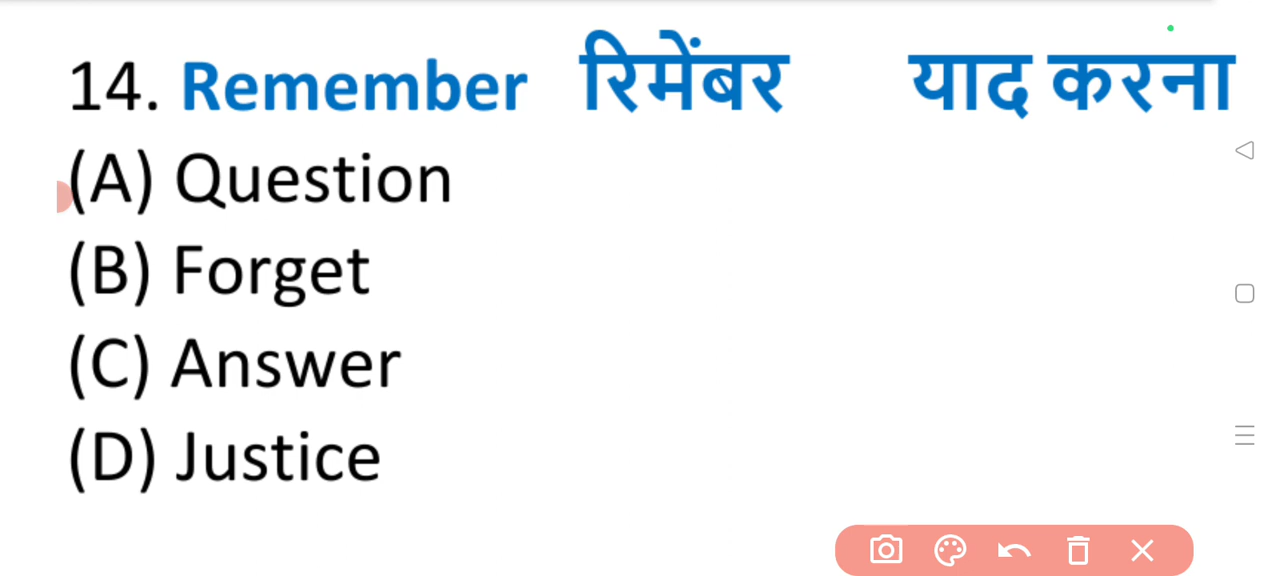 14. Remember रिमेंबर याद करना
(A) Question
(B) Forget
(C) Answer
(D) Justice